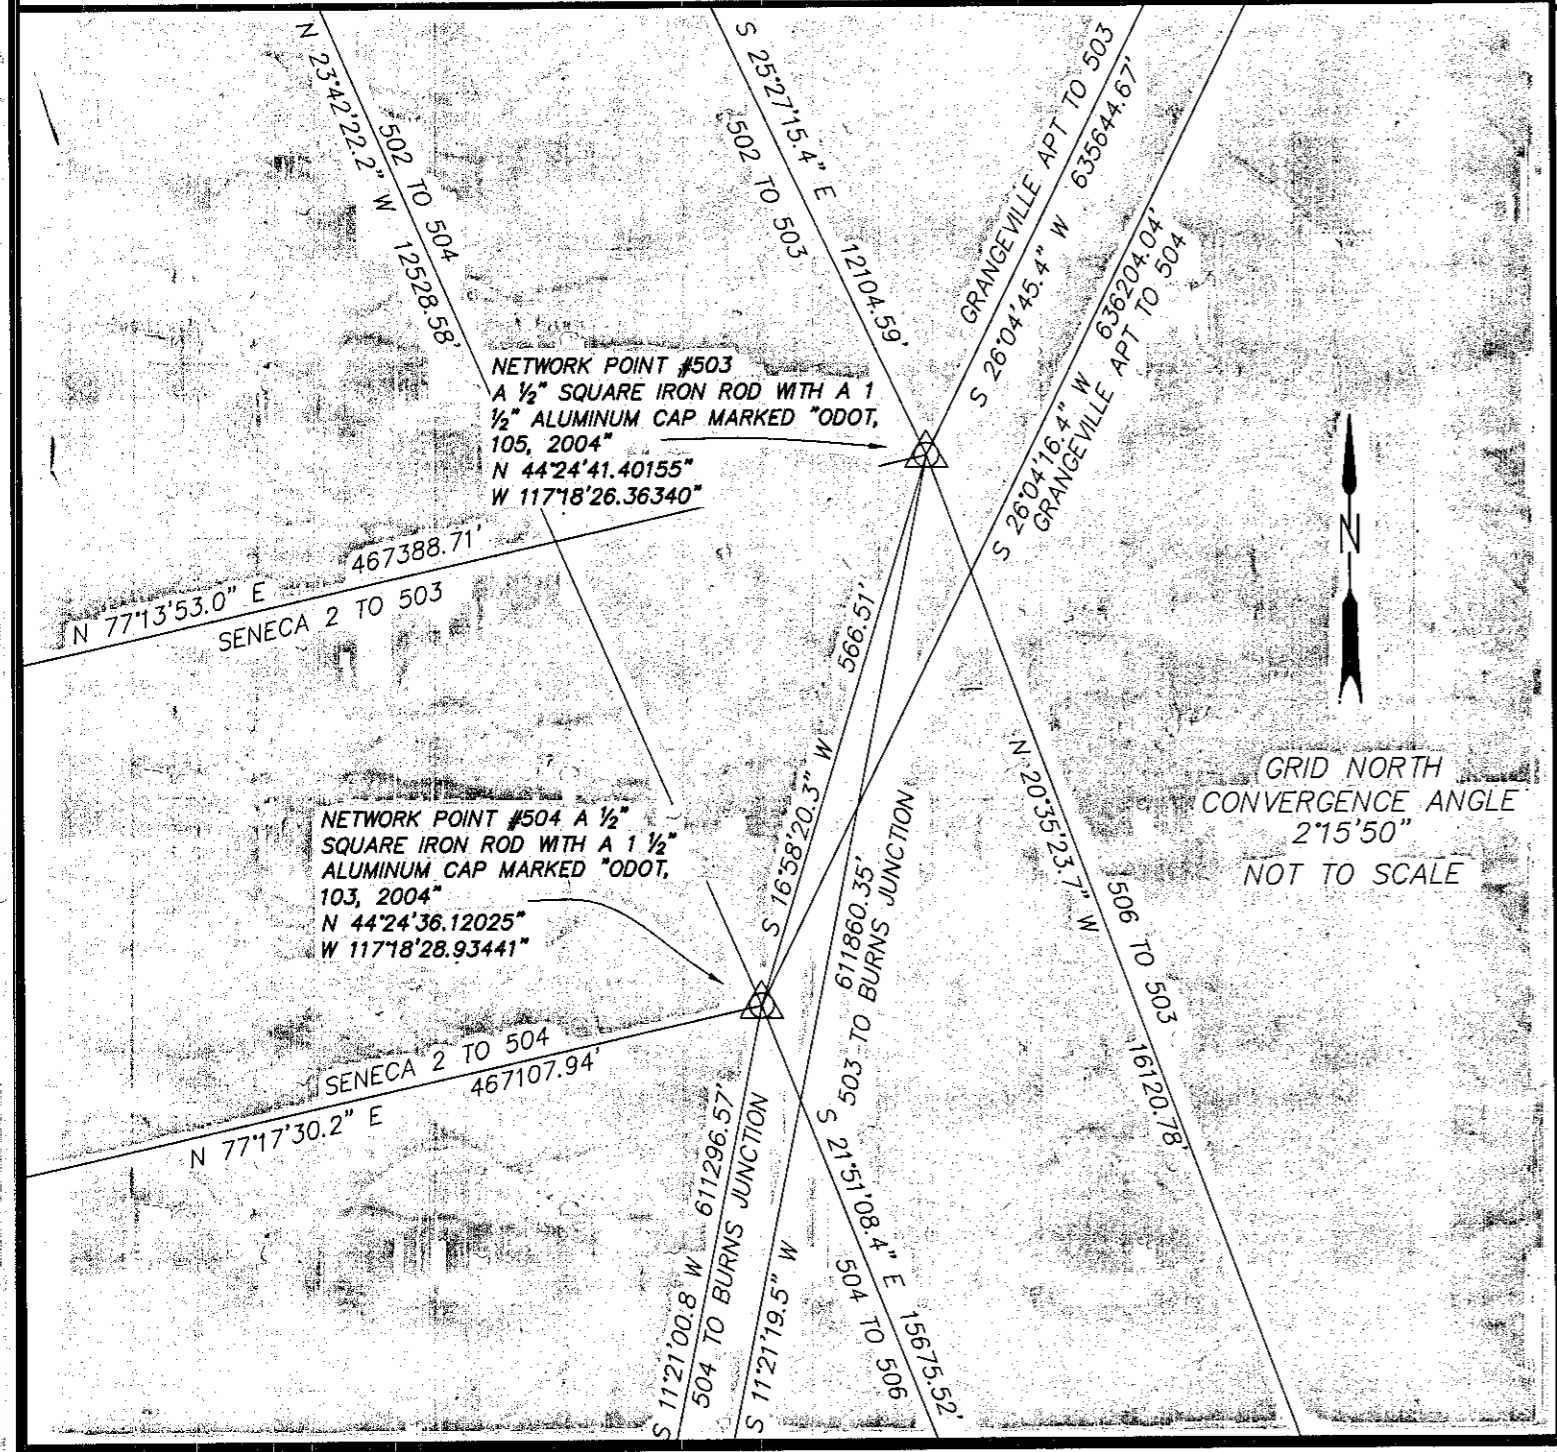 N 23°42'22.2" W 12528.58'
502 TO 504
S 25°27'15.4" E 12104.59'
502 TO 503
GRANGEVILLE APT TO 503
S 26°04'45.4" W 635644.67'
S 26°04'16.4" W 636204.04'
GRANGEVILLE APT TO 504
NETWORK POINT #503
A ½" SQUARE IRON ROD WITH A 1
½" ALUMINUM CAP MARKED "ODOT,
105, 2004"
N 44°24'41.40155"
W 117°18'26.36340"
N 77°13'53.0" E 467388.71'
SENECA 2 TO 503
566.51'
S 16°58'20.3" W
N
GRID NORTH
CONVERGENCE ANGLE
2°15'50"
NOT TO SCALE
N 20°35'23.7" W 16120.78'
506 TO 503
NETWORK POINT #504 A ½"
SQUARE IRON ROD WITH A 1 ½"
ALUMINUM CAP MARKED "ODOT,
103, 2004"
N 44°24'36.12025"
W 117°18'28.93441"
SENECA 2 TO 504
N 77°17'30.2" E 467107.94'
S 11°21'00.8" W 611296.57'
504 TO BURNS JUNCTION
S 11°21'19.5" W 611860.35'
503 TO BURNS JUNCTION
S 21°51'08.4" E 15675.52'
504 TO 506